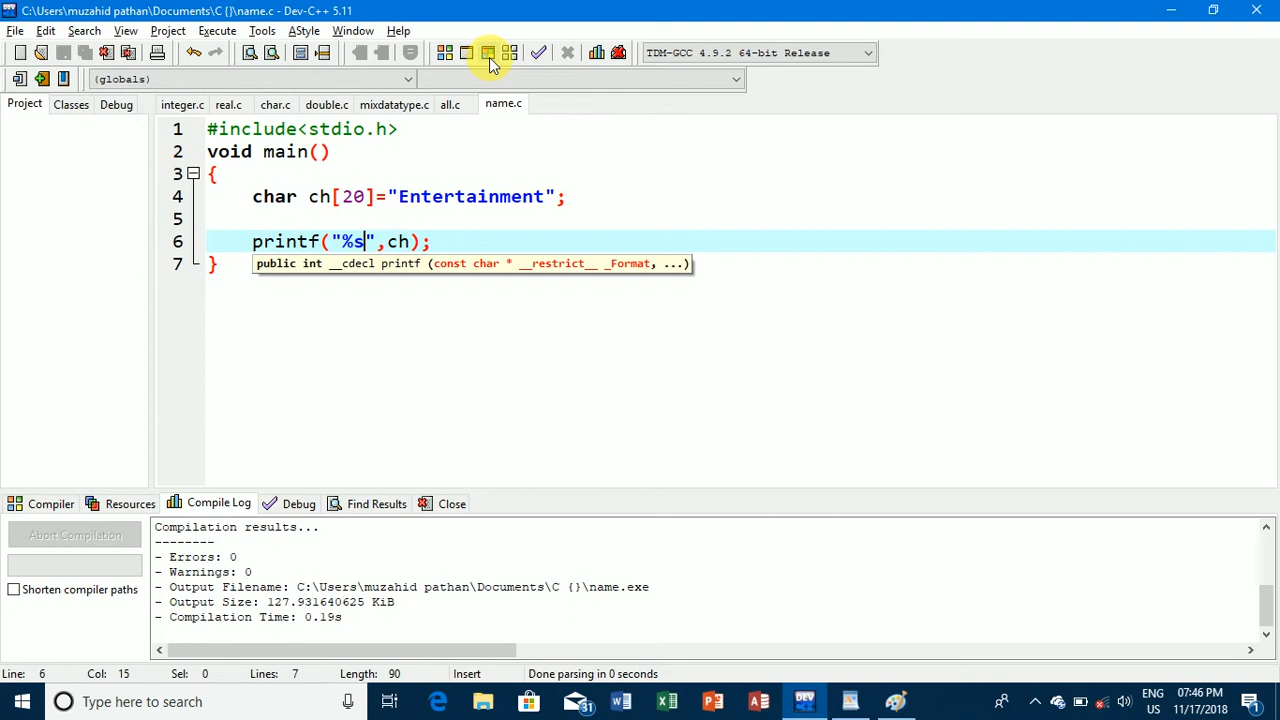 C:\Users\muzahid pathan\Documents\C {}\name.c - Dev-C++ 5.11
File Edit Search View Project Execute Tools AStyle Window Help
TDM-GCC 4.9.2 64-bit Release
(globals)
Project Classes Debug integer.c real.c char.c double.c mixdatatype.c all.c name.c
1 #include<stdio.h>
2 void main()
3 {
4 char ch[20]="Entertainment";
5
6 printf("%s",ch);
public int __cdecl printf (const char * __restrict__ _Format, ...)
7 }
Compiler Resources Compile Log Debug Find Results Close
Abort Compilation
Shorten compiler paths
Compilation results...
--------
- Errors: 0
- Warnings: 0
- Output Filename: C:\Users\muzahid pathan\Documents\C {}\name.exe
- Output Size: 127.931640625 KiB
- Compilation Time: 0.19s
Line: 6 Col: 15 Sel: 0 Lines: 7 Length: 90 Insert Done parsing in 0 seconds
Type here to search
31
ENG
US
07:46 PM
11/17/2018
1